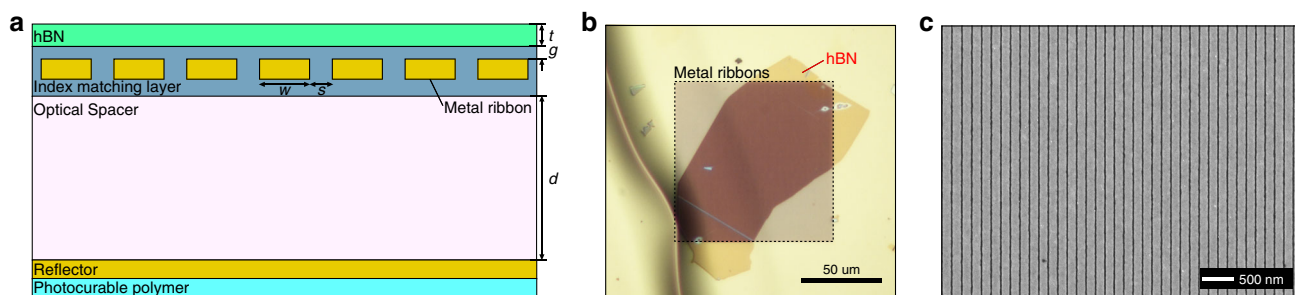 a
hBN
t
g
Index matching layer
w
s
Metal ribbon
Optical Spacer
d
Reflector
Photocurable polymer
b
hBN
Metal ribbons
50 um
c
500 nm